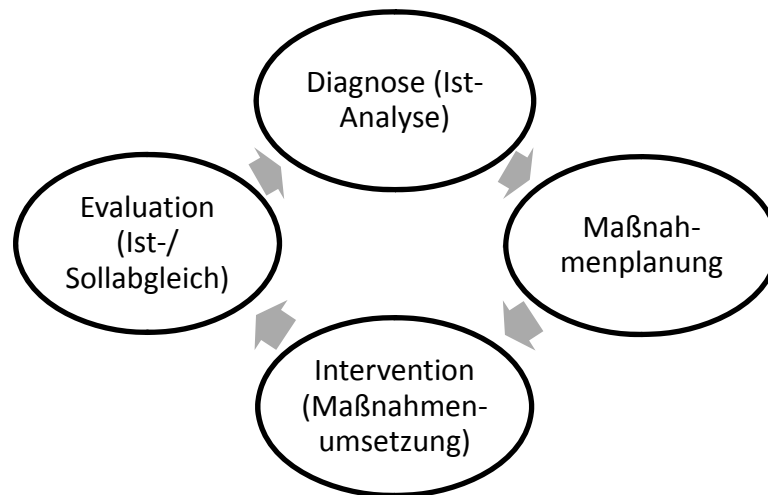 Diagnose (Ist-
Analyse)
Maßnah-
menplanung
Intervention
(Maßnahmen-
umsetzung)
Evaluation
(Ist-/
Sollabgleich)